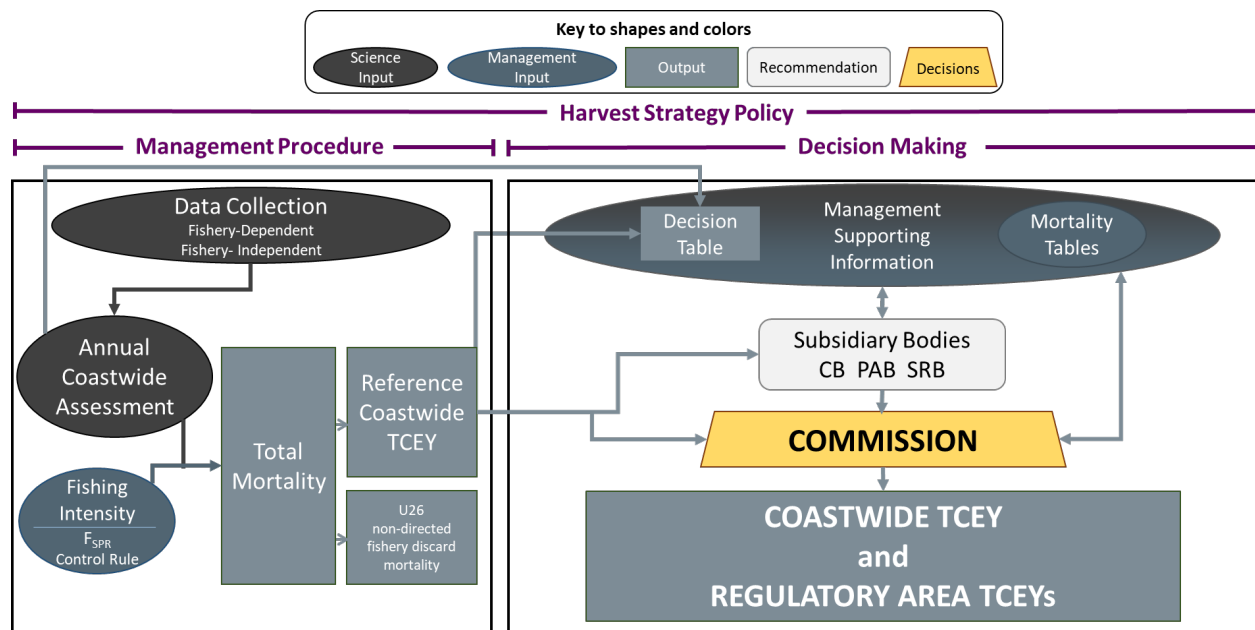 Key to shapes and colors
Science
Input
Management
Input
Output
Recommendation
Decisions
Harvest Strategy Policy
Management Procedure
Decision Making
Data Collection
Fishery-Dependent
Fishery- Independent
Annual
Coastwide
Assessment
Fishing
Intensity
FSPR
Control Rule
Total
Mortality
Reference
Coastwide
TCEY
U26
non-directed
fishery discard
mortality
Decision
Table
Management
Supporting
Information
Mortality
Tables
Subsidiary Bodies
CB PAB SRB
COMMISSION
COASTWIDE TCEY
and
REGULATORY AREA TCEYs